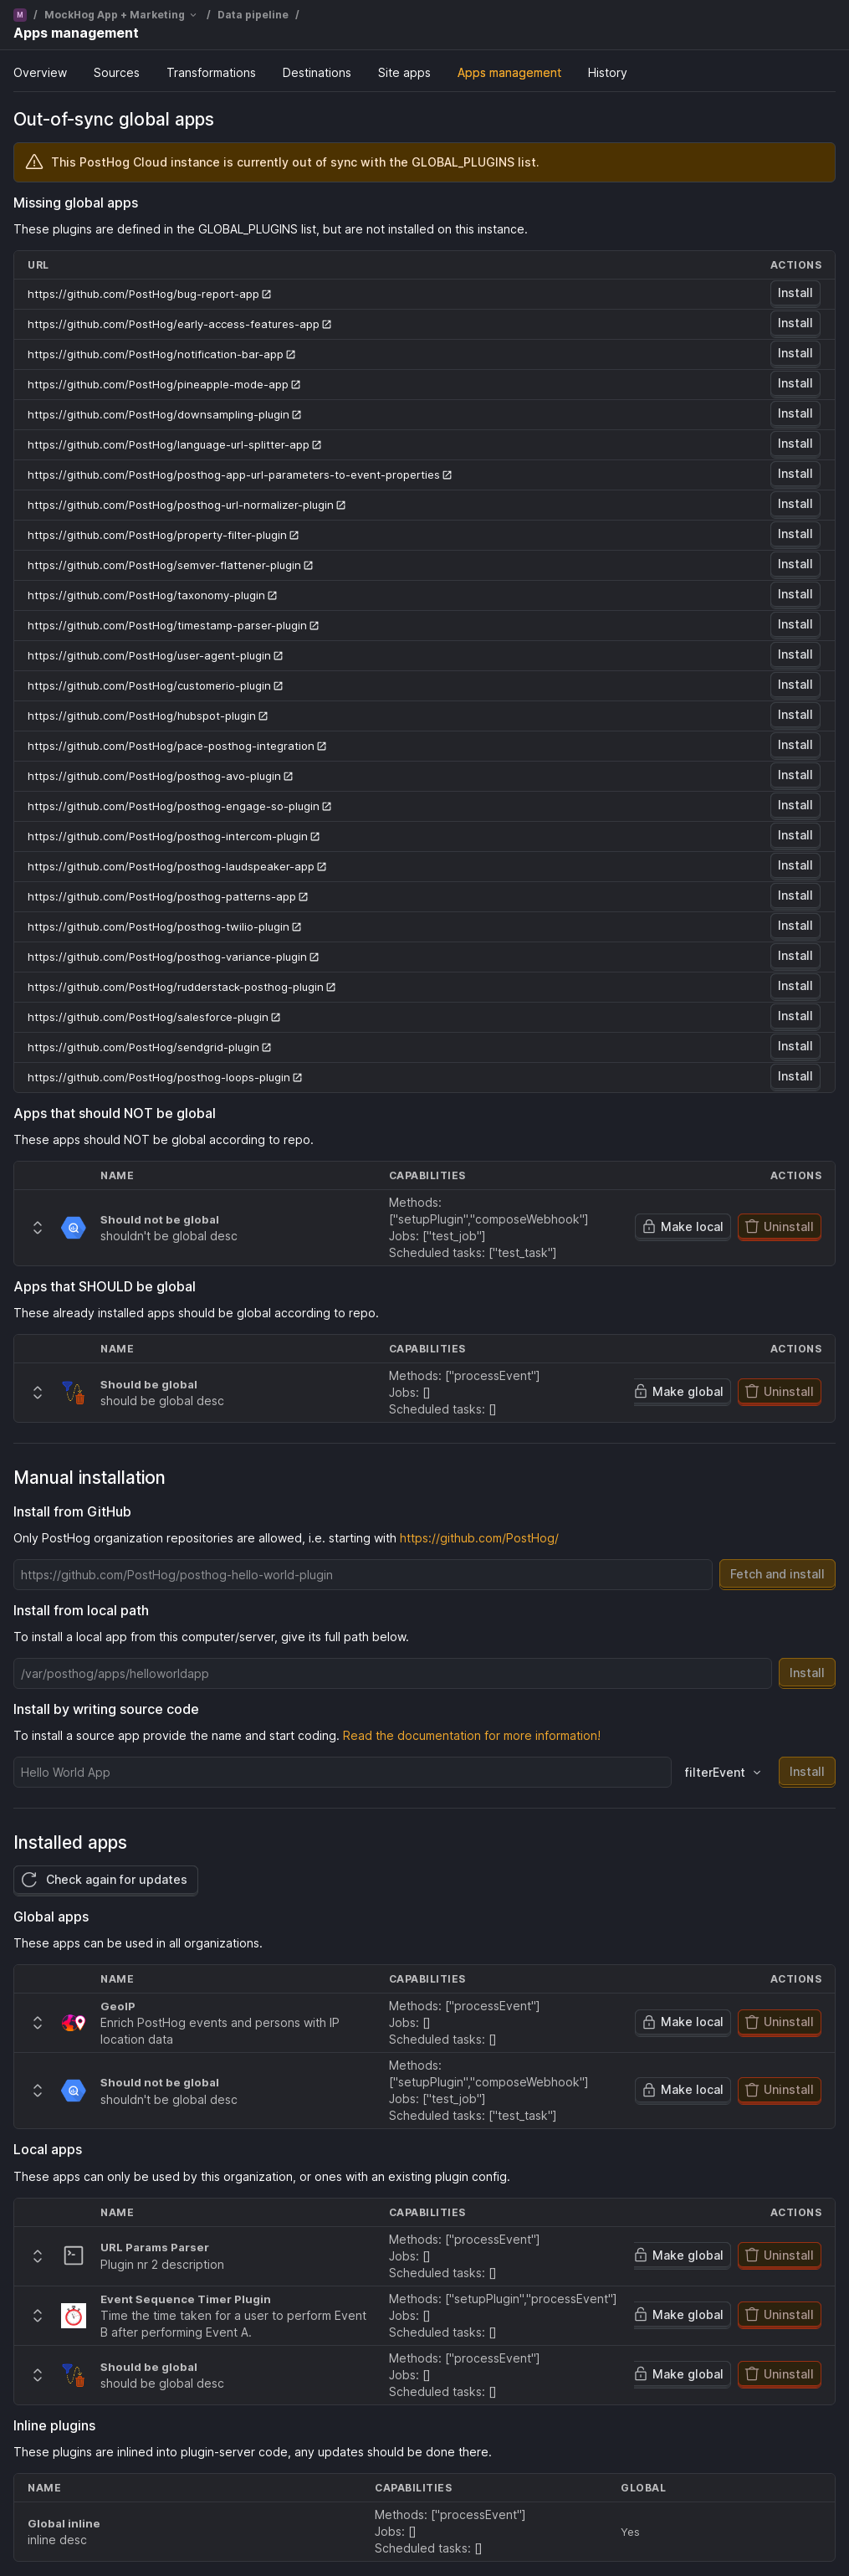 M / MockHog App + Marketing / Data pipeline /
Apps management
Overview Sources Transformations Destinations Site apps Apps management History
Out-of-sync global apps
This PostHog Cloud instance is currently out of sync with the GLOBAL_PLUGINS list.
Missing global apps
These plugins are defined in the GLOBAL_PLUGINS list, but are not installed on this instance.
URL ACTIONS
https://github.com/PostHog/bug-report-app Install
https://github.com/PostHog/early-access-features-app Install
https://github.com/PostHog/notification-bar-app Install
https://github.com/PostHog/pineapple-mode-app Install
https://github.com/PostHog/downsampling-plugin Install
https://github.com/PostHog/language-url-splitter-app Install
https://github.com/PostHog/posthog-app-url-parameters-to-event-properties Install
https://github.com/PostHog/posthog-url-normalizer-plugin Install
https://github.com/PostHog/property-filter-plugin Install
https://github.com/PostHog/semver-flattener-plugin Install
https://github.com/PostHog/taxonomy-plugin Install
https://github.com/PostHog/timestamp-parser-plugin Install
https://github.com/PostHog/user-agent-plugin Install
https://github.com/PostHog/customerio-plugin Install
https://github.com/PostHog/hubspot-plugin Install
https://github.com/PostHog/pace-posthog-integration Install
https://github.com/PostHog/posthog-avo-plugin Install
https://github.com/PostHog/posthog-engage-so-plugin Install
https://github.com/PostHog/posthog-intercom-plugin Install
https://github.com/PostHog/posthog-laudspeaker-app Install
https://github.com/PostHog/posthog-patterns-app Install
https://github.com/PostHog/posthog-twilio-plugin Install
https://github.com/PostHog/posthog-variance-plugin Install
https://github.com/PostHog/rudderstack-posthog-plugin Install
https://github.com/PostHog/salesforce-plugin Install
https://github.com/PostHog/sendgrid-plugin Install
https://github.com/PostHog/posthog-loops-plugin Install
Apps that should NOT be global
These apps should NOT be global according to repo.
NAME CAPABILITIES ACTIONS
Should not be global
shouldn't be global desc
Methods:
["setupPlugin","composeWebhook"]
Jobs: ["test_job"]
Scheduled tasks: ["test_task"]
Make local Uninstall
Apps that SHOULD be global
These already installed apps should be global according to repo.
NAME CAPABILITIES ACTIONS
Should be global
should be global desc
Methods: ["processEvent"]
Jobs: []
Scheduled tasks: []
Make global Uninstall
Manual installation
Install from GitHub
Only PostHog organization repositories are allowed, i.e. starting with https://github.com/PostHog/
https://github.com/PostHog/posthog-hello-world-plugin Fetch and install
Install from local path
To install a local app from this computer/server, give its full path below.
/var/posthog/apps/helloworldapp Install
Install by writing source code
To install a source app provide the name and start coding. Read the documentation for more information!
Hello World App filterEvent Install
Installed apps
Check again for updates
Global apps
These apps can be used in all organizations.
NAME CAPABILITIES ACTIONS
GeoIP
Enrich PostHog events and persons with IP
location data
Methods: ["processEvent"]
Jobs: []
Scheduled tasks: []
Make local Uninstall
Should not be global
shouldn't be global desc
Methods:
["setupPlugin","composeWebhook"]
Jobs: ["test_job"]
Scheduled tasks: ["test_task"]
Make local Uninstall
Local apps
These apps can only be used by this organization, or ones with an existing plugin config.
NAME CAPABILITIES ACTIONS
URL Params Parser
Plugin nr 2 description
Methods: ["processEvent"]
Jobs: []
Scheduled tasks: []
Make global Uninstall
Event Sequence Timer Plugin
Time the time taken for a user to perform Event
B after performing Event A.
Methods: ["setupPlugin","processEvent"]
Jobs: []
Scheduled tasks: []
Make global Uninstall
Should be global
should be global desc
Methods: ["processEvent"]
Jobs: []
Scheduled tasks: []
Make global Uninstall
Inline plugins
These plugins are inlined into plugin-server code, any updates should be done there.
NAME CAPABILITIES GLOBAL
Global inline
inline desc
Methods: ["processEvent"]
Jobs: []
Scheduled tasks: []
Yes